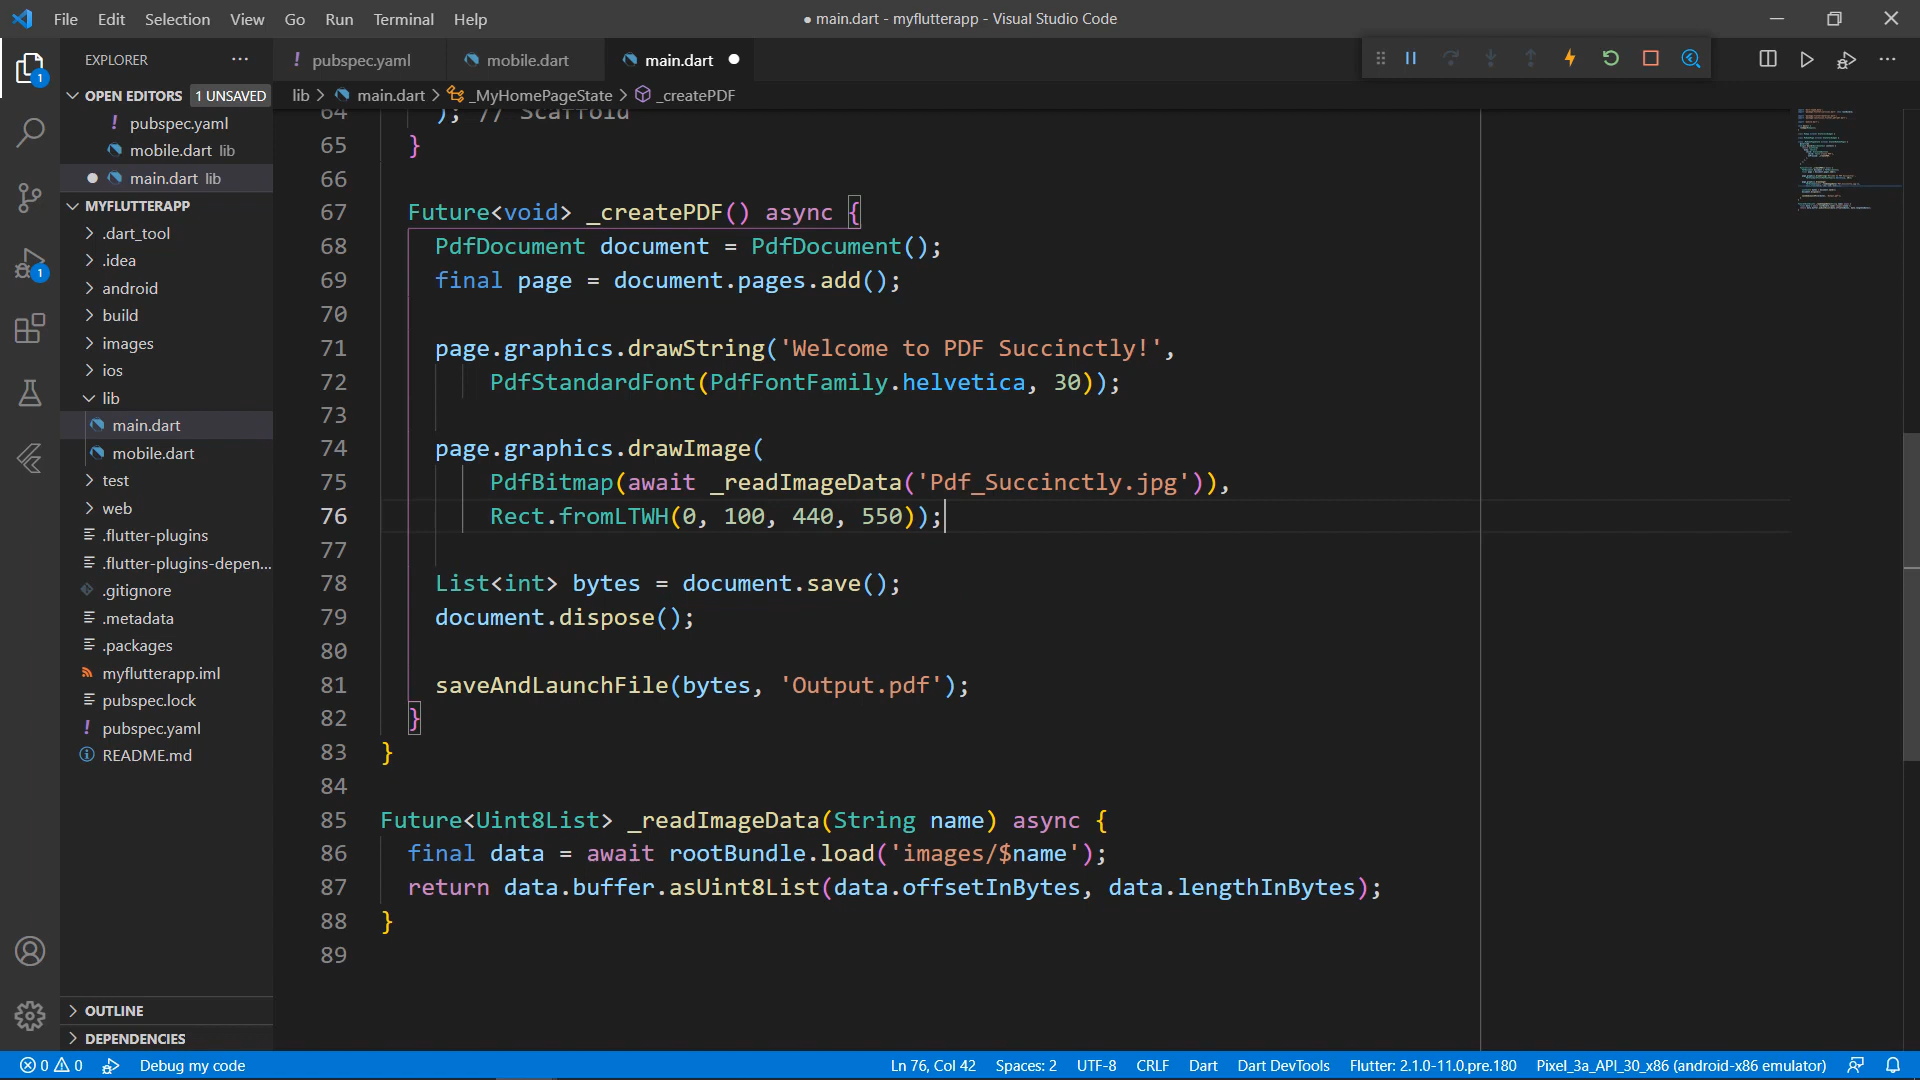 File Edit Selection View Go Run Terminal Help
● main.dart - myflutterapp - Visual Studio Code
EXPLORER
! pubspec.yaml
mobile.dart
main.dart
lib > main.dart > _MyHomePageState > _createPDF
OPEN EDITORS 1 UNSAVED
! pubspec.yaml
mobile.dart lib
main.dart lib
MYFLUTTERAPP
.dart_tool
.idea
android
build
images
ios
lib
main.dart
mobile.dart
test
web
.flutter-plugins
.flutter-plugins-depen...
.gitignore
.metadata
.packages
myflutterapp.iml
pubspec.lock
! pubspec.yaml
README.md
OUTLINE
DEPENDENCIES
1
1
64 ); // Scaffold
65 }
66
67 Future<void> _createPDF() async {
68 PdfDocument document = PdfDocument();
69 final page = document.pages.add();
70
71 page.graphics.drawString('Welcome to PDF Succinctly!',
72 PdfStandardFont(PdfFontFamily.helvetica, 30));
73
74 page.graphics.drawImage(
75 PdfBitmap(await _readImageData('Pdf_Succinctly.jpg')),
76 Rect.fromLTWH(0, 100, 440, 550));
77
78 List<int> bytes = document.save();
79 document.dispose();
80
81 saveAndLaunchFile(bytes, 'Output.pdf');
82 }
83 }
84
85 Future<Uint8List> _readImageData(String name) async {
86 final data = await rootBundle.load('images/$name');
87 return data.buffer.asUint8List(data.offsetInBytes, data.lengthInBytes);
88 }
89
0 0 Debug my code
Ln 76, Col 42 Spaces: 2 UTF-8 CRLF Dart Dart DevTools Flutter: 2.1.0-11.0.pre.180 Pixel_3a_API_30_x86 (android-x86 emulator)